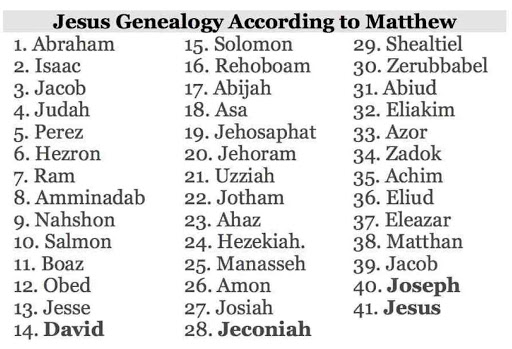 Jesus Genealogy According to Matthew
1. Abraham
2. Isaac
3. Jacob
4. Judah
5. Perez
6. Hezron
7. Ram
8. Amminadab
9. Nahshon
10. Salmon
11. Boaz
12. Obed
13. Jesse
14. David
15. Solomon
16. Rehoboam
17. Abijah
18. Asa
19. Jehosaphat
20. Jehoram
21. Uzziah
22. Jotham
23. Ahaz
24. Hezekiah.
25. Manasseh
26. Amon
27. Josiah
28. Jeconiah
29. Shealtiel
30. Zerubbabel
31. Abiud
32. Eliakim
33. Azor
34. Zadok
35. Achim
36. Eliud
37. Eleazar
38. Matthan
39. Jacob
40. Joseph
41. Jesus